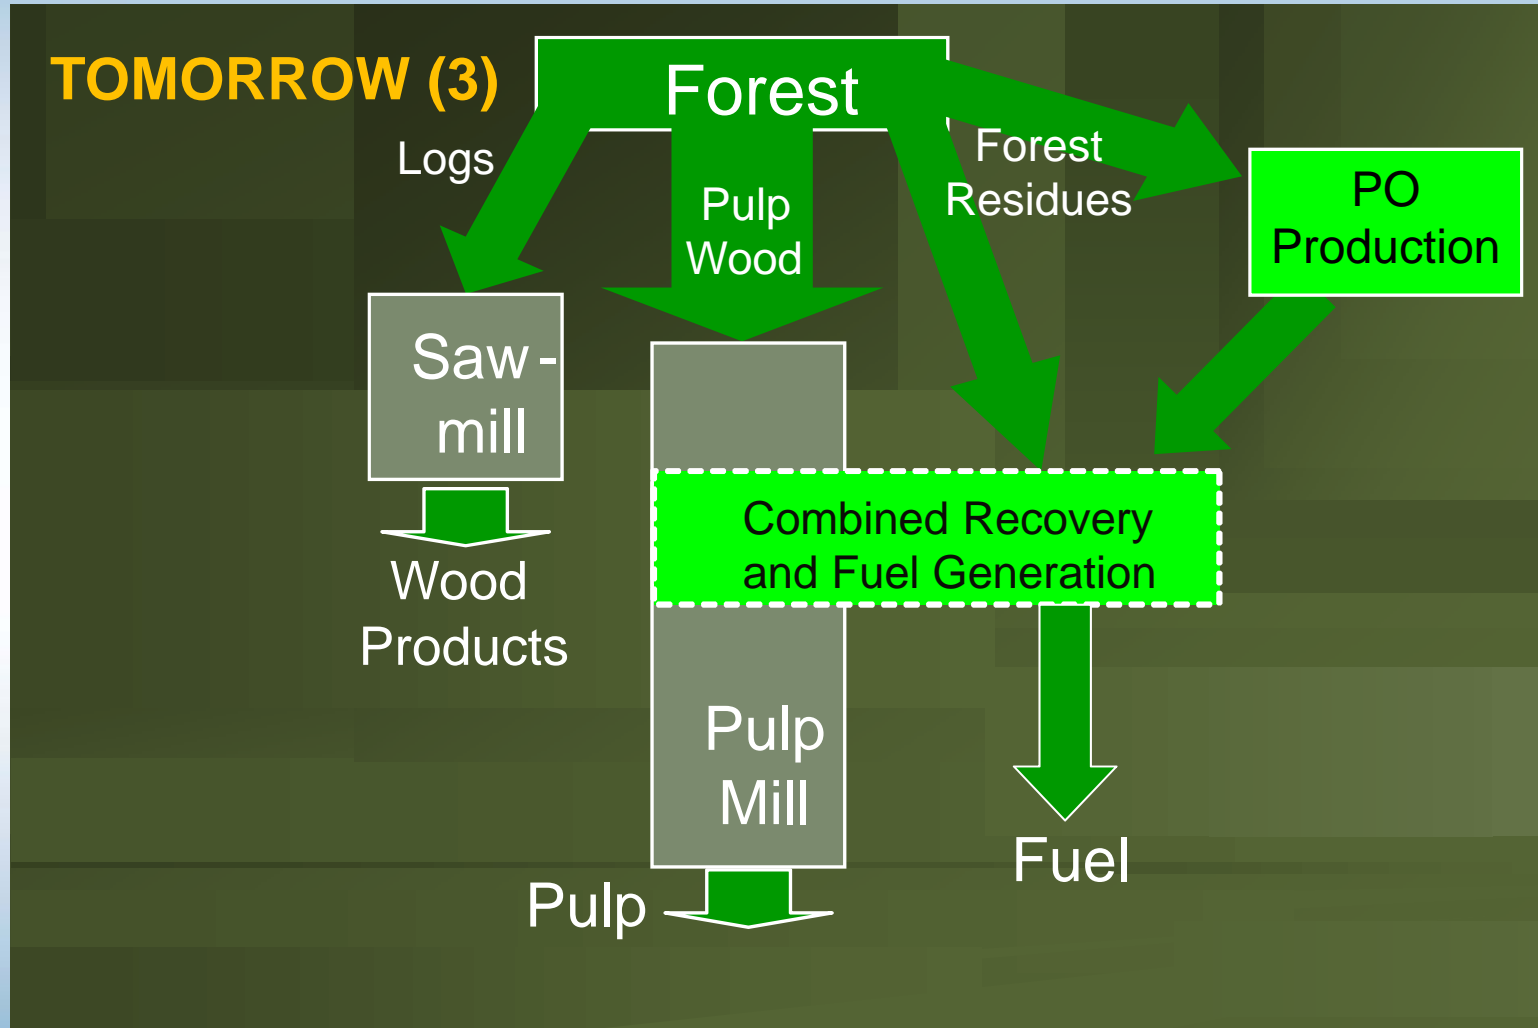 TOMORROW (3)
Forest
Logs
Pulp
Wood
Forest
Residues
PO
Production
Saw-
mill
Combined Recovery
and Fuel Generation
Wood
Products
Pulp
Mill
Fuel
Pulp